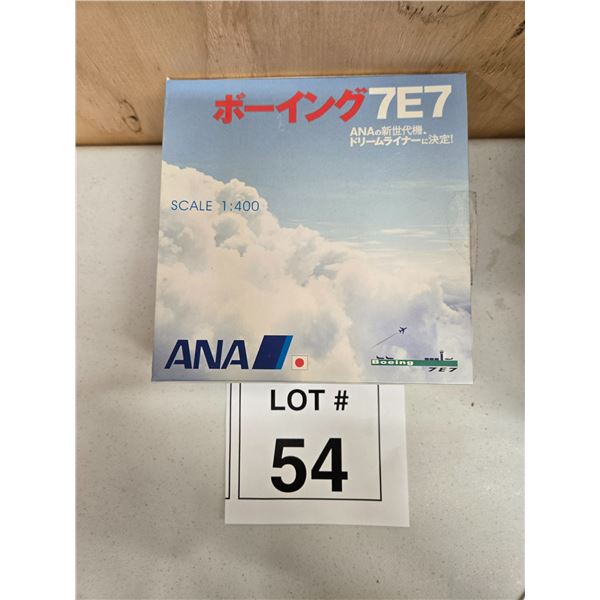 ボーイング7E7
ANAの新世代機、
ドリームライナーに決定!
SCALE 1:400
ANA
Boeing
7E7
LOT #
54